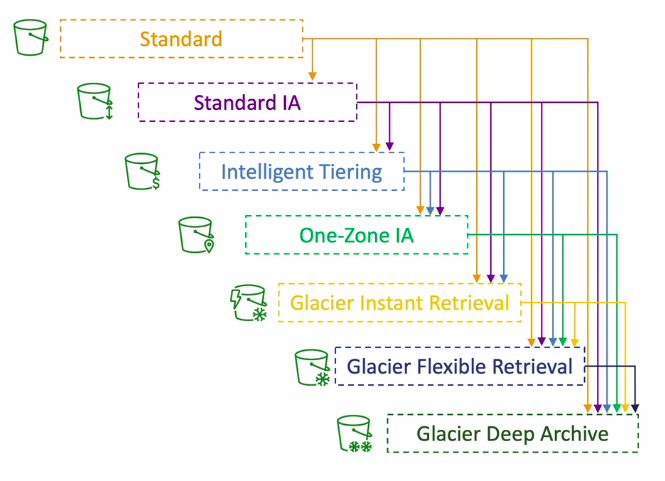 Standard
Standard IA
Intelligent Tiering
$
One-Zone IA
Glacier Instant Retrieval
Glacier Flexible Retrieval
Glacier Deep Archive